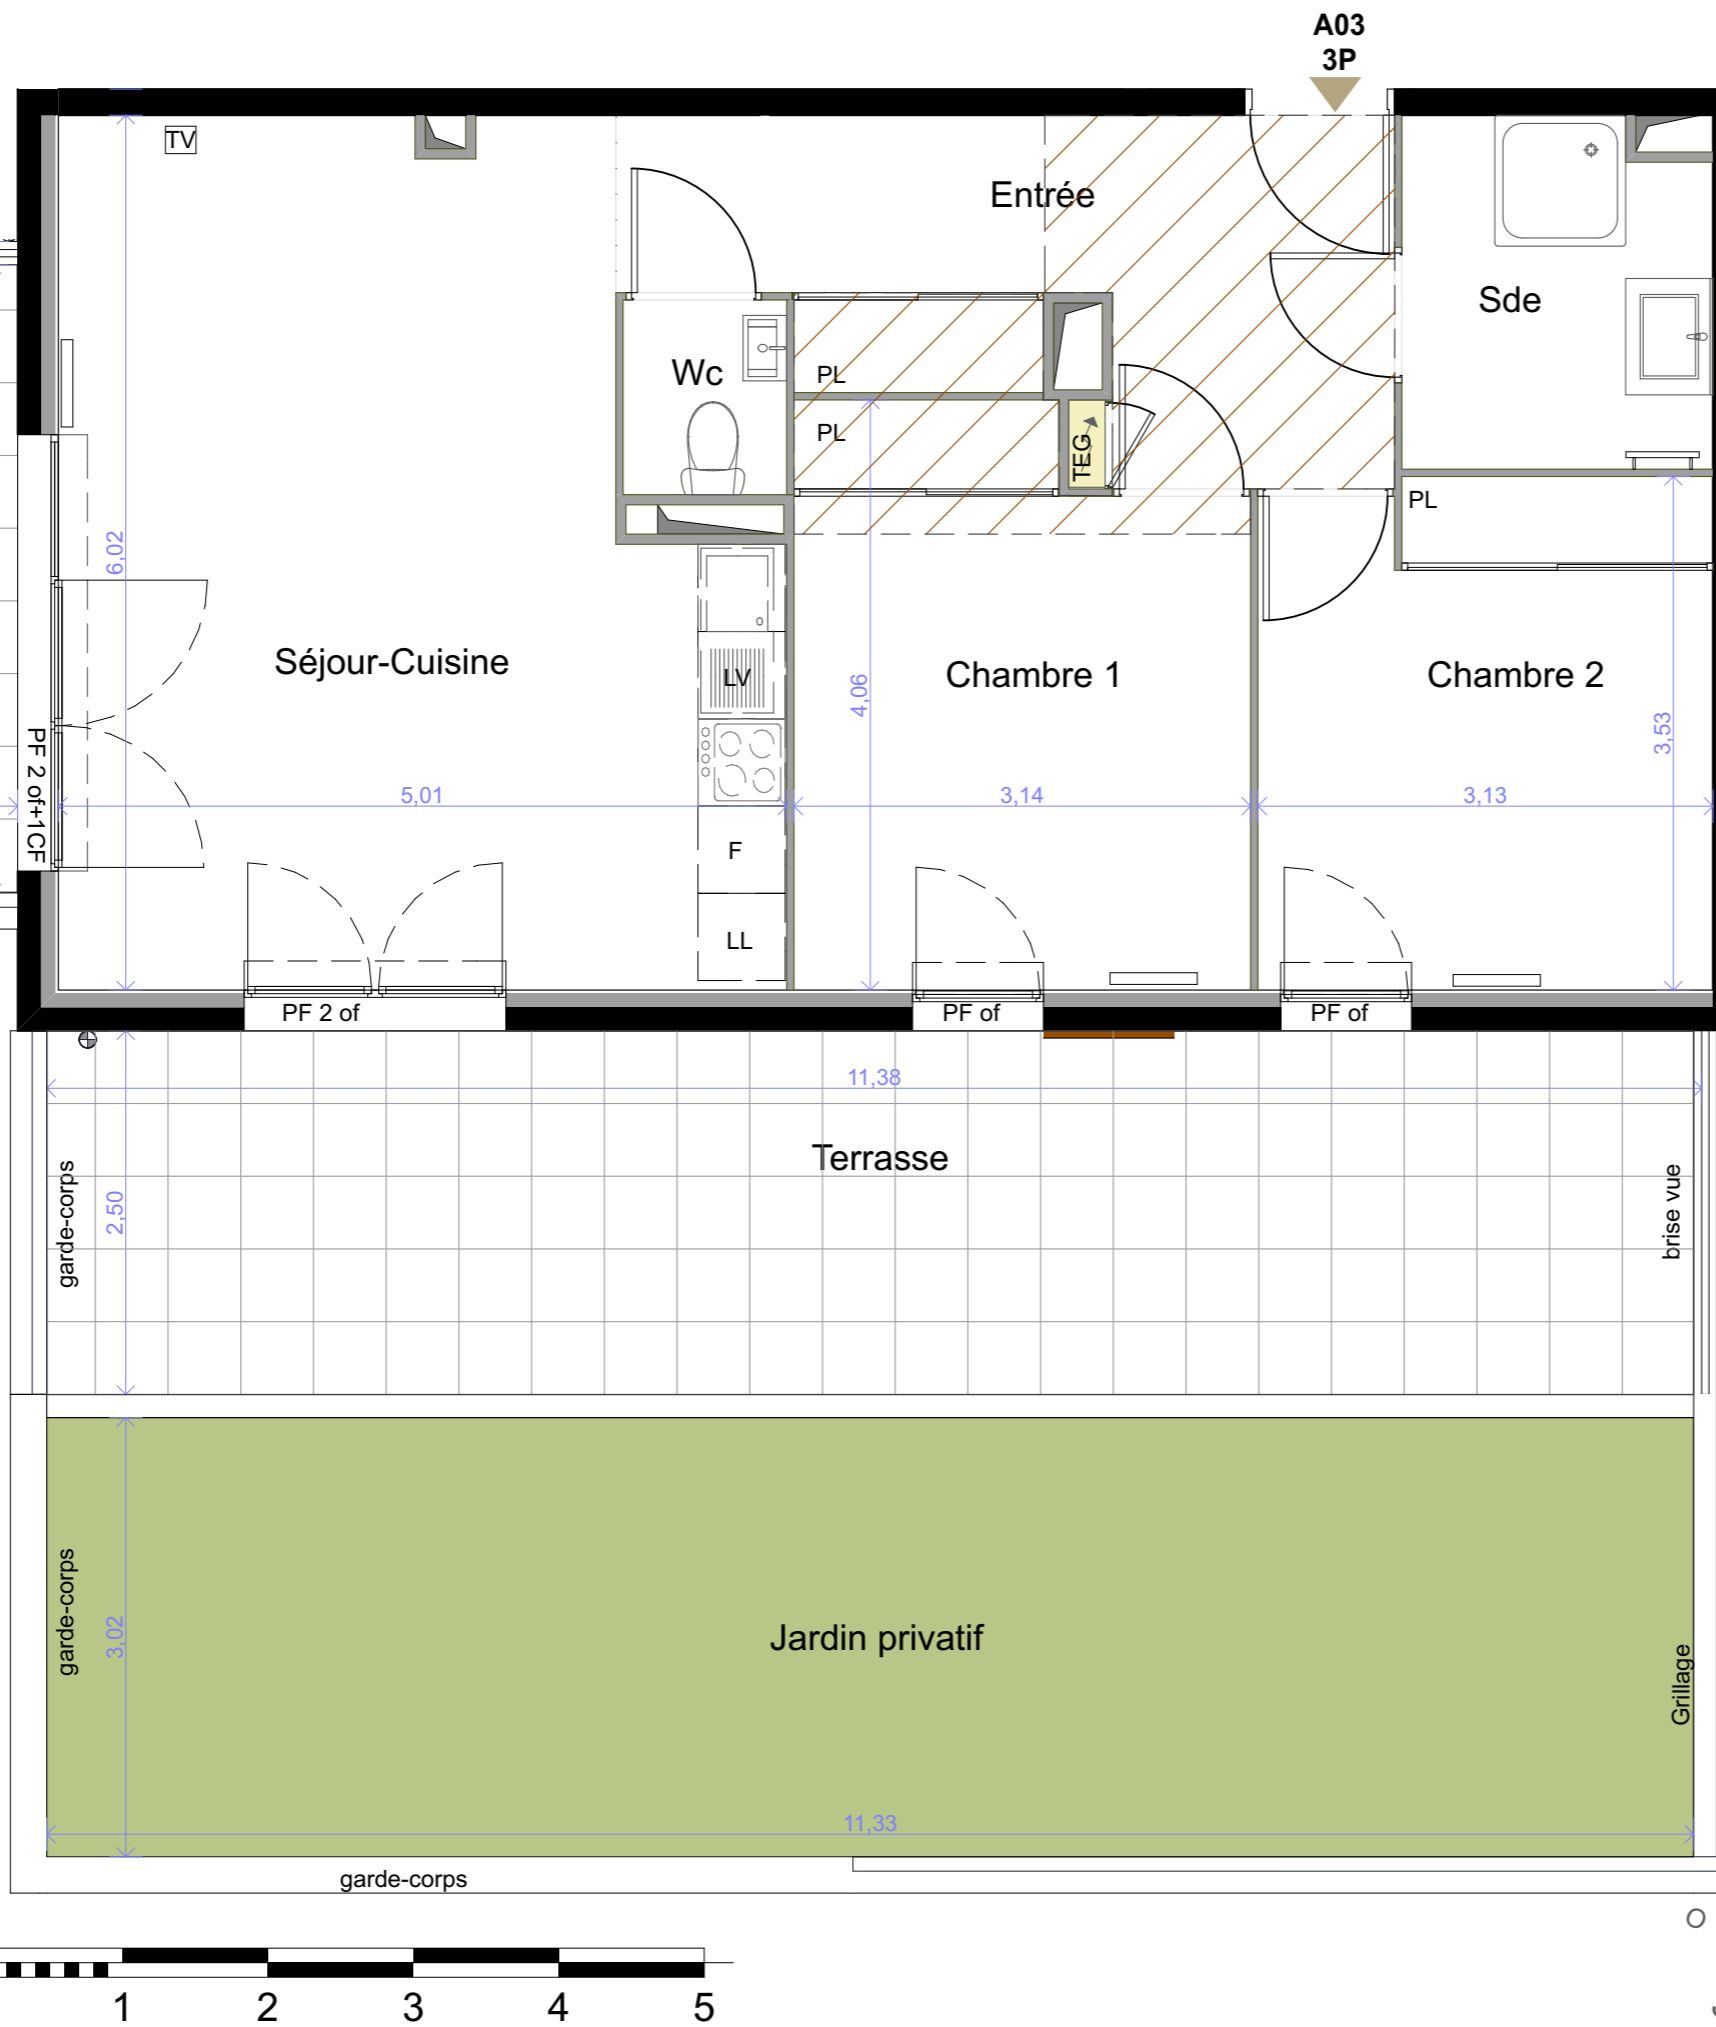 A03
3P
TV
Entrée
Sde
Wc
PL
PL
TEG
PL
6,02
Séjour-Cuisine
LV
4,06
Chambre 1
Chambre 2
3,53
PF 2 of+1CF
5,01
3,14
3,13
F
LL
PF 2 of
PF of
PF of
11,38
Terrasse
garde-corps
2,50
brise vue
garde-corps
3,02
Jardin privatif
Grillage
11,33
garde-corps
1 2 3 4 5